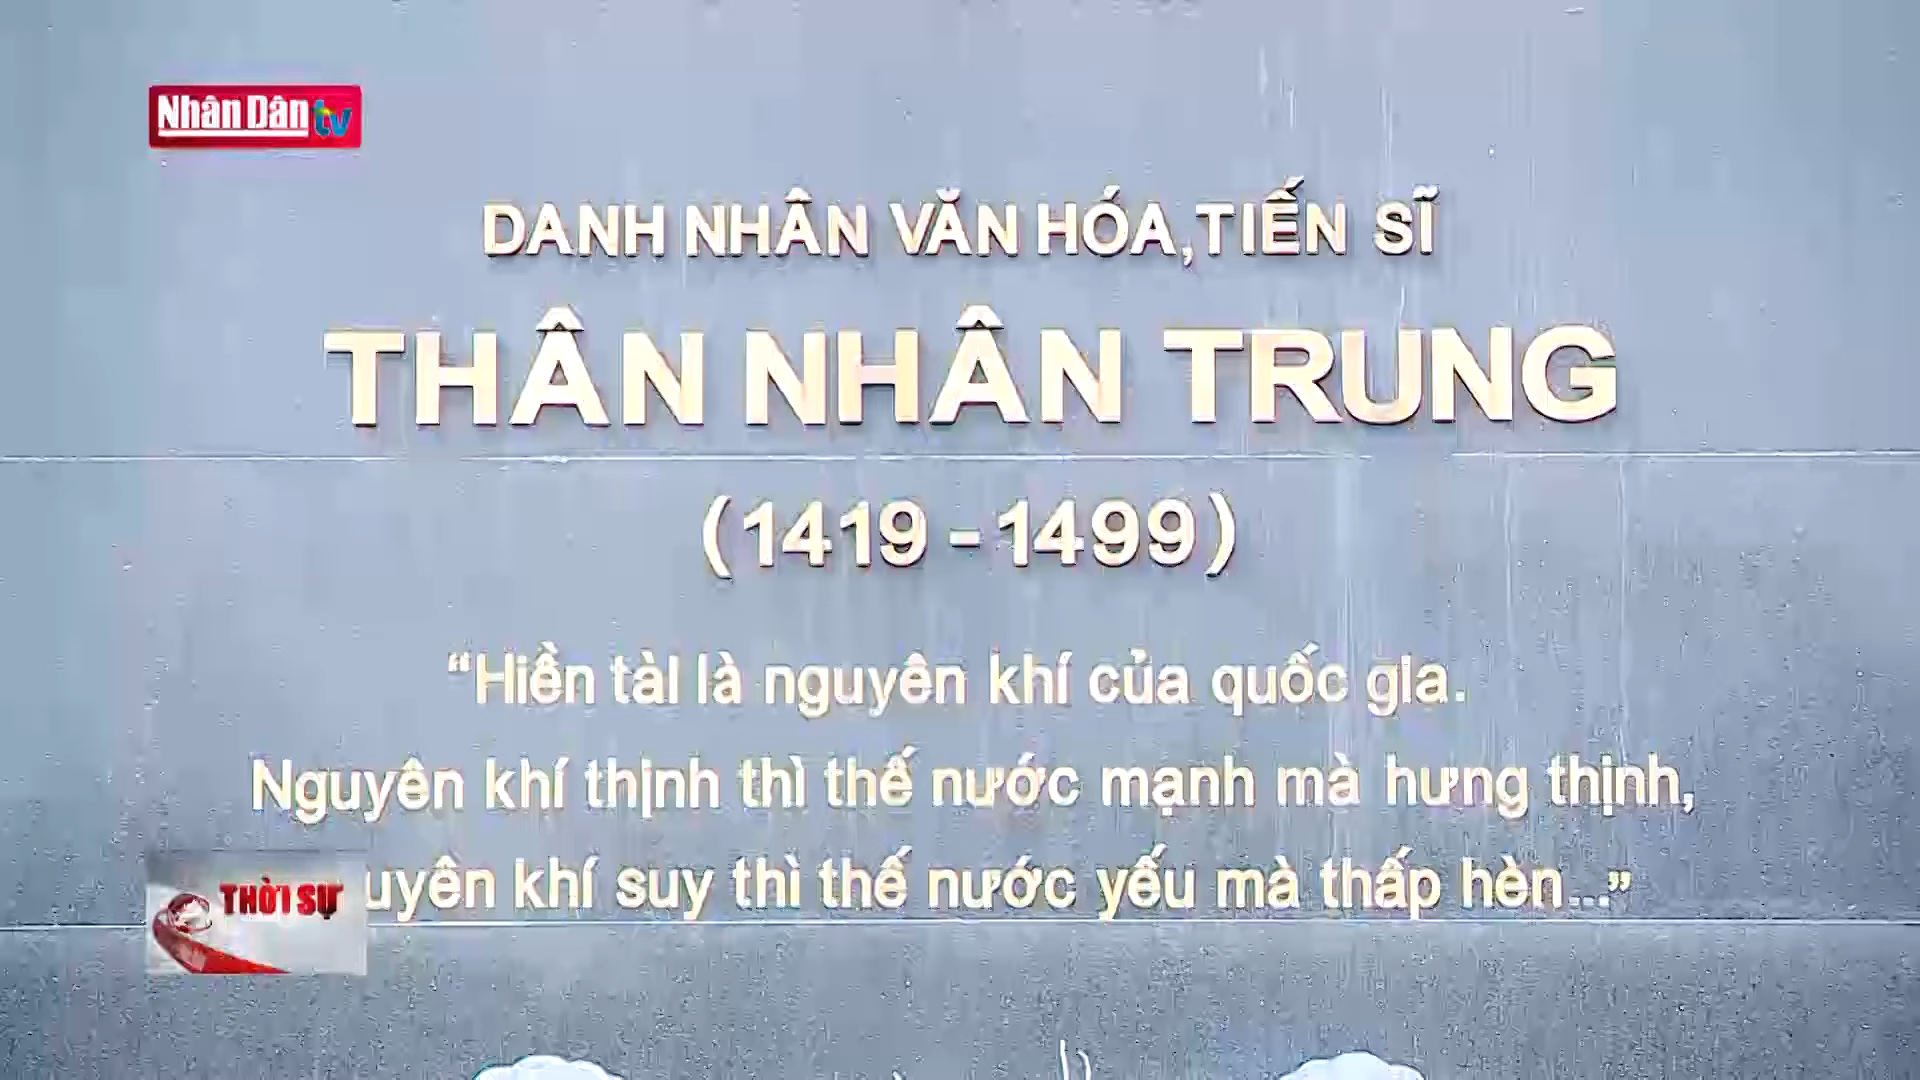 Nhân Dân tv
DANH NHÂN VĂN HÓA, TIẾN SĨ
THÂN NHÂN TRUNG
(1419 - 1499)
“Hiền tài là nguyên khí của quốc gia.
Nguyên khí thịnh thì thế nước mạnh mà hưng thịnh,
uyên khí suy thì thế nước yếu mà thấp hèn...”
THỜI SỰ